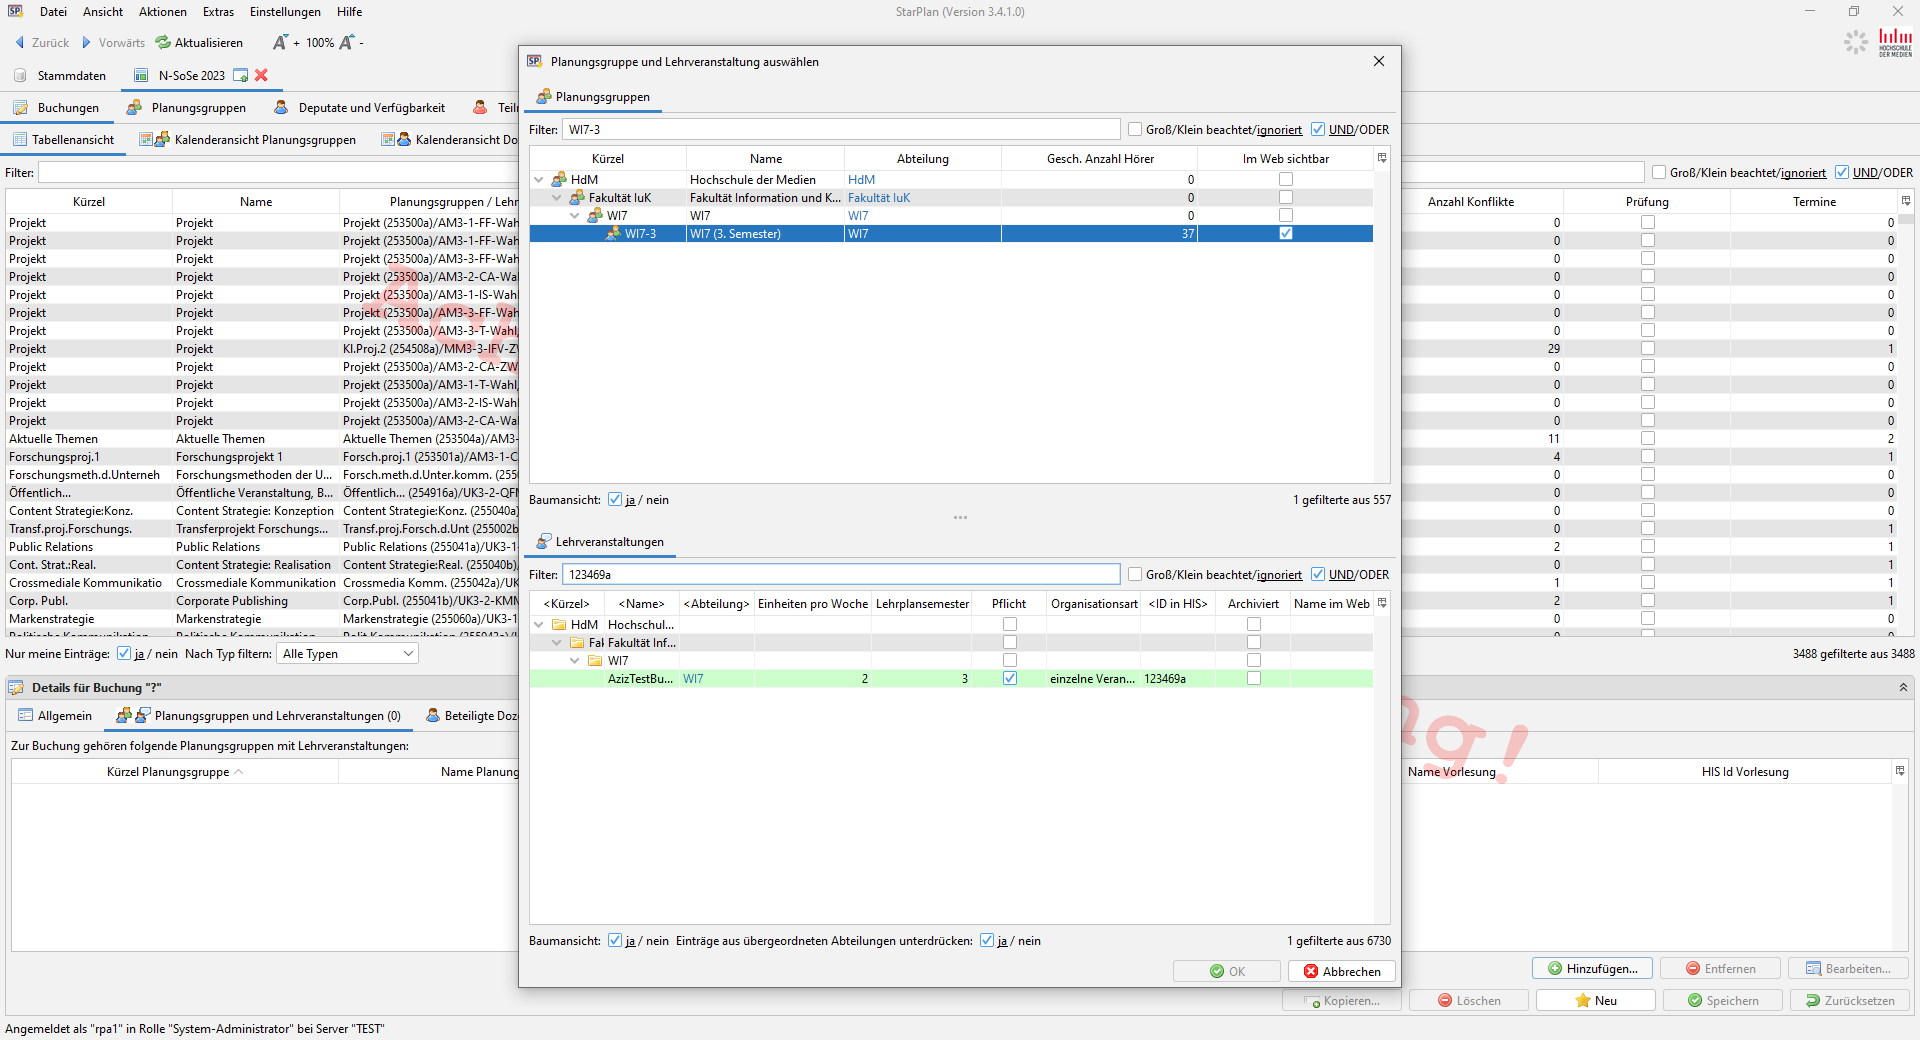 Datei Ansicht Aktionen Extras Einstellungen Hilfe
StarPlan (Version 3.4.1.0)
Zurück Vorwärts Aktualisieren A + 100% A -
HOCHSCHULE DER MEDIEN
Stammdaten N-SoSe 2023
Buchungen Planungsgruppen Deputate und Verfügbarkeit Teiln
Tabellenansicht Kalenderansicht Planungsgruppen Kalenderansicht Do
Filter: Groß/Klein beachtet/ignoriert UND/ODER
Kürzel Name Planungsgruppen / Lehr Anzahl Konflikte Prüfung Termine
Projekt Projekt Projekt (253500a)/AM3-1-FF-Wah 0 0
Projekt Projekt Projekt (253500a)/AM3-1-FF-Wah 0 0
Projekt Projekt Projekt (253500a)/AM3-3-FF-Wah 0 0
Projekt Projekt Projekt (253500a)/AM3-2-CA-Wal 0 0
Projekt Projekt Projekt (253500a)/AM3-1-IS-Wahl 0 0
Projekt Projekt Projekt (253500a)/AM3-3-FF-Wah 0 0
Projekt Projekt Projekt (253500a)/AM3-3-T-Wahl, 0 0
Projekt Projekt Kl.Proj.2 (254508a)/MM3-3-IFV-ZV 29 1
Projekt Projekt Projekt (253500a)/AM3-2-CA-ZW 0 0
Projekt Projekt Projekt (253500a)/AM3-1-T-Wahl, 0 0
Projekt Projekt Projekt (253500a)/AM3-2-IS-Wahl 0 0
Projekt Projekt Projekt (253500a)/AM3-2-CA-Wal 0 0
Aktuelle Themen Aktuelle Themen Aktuelle Themen (253504a)/AM3- 11 2
Forschungsproj.1 Forschungsprojekt 1 Forsch.proj.1 (253501a)/AM3-1-C 4 1
Forschungsmeth.d.Unterneh Forschungsmethoden der U... Forsch.meth.d.Unter.komm. (255 0 0
Öffentlich... Öffentliche Veranstaltung, B... Öffentlich... (254916a)/UK3-2-QFM 0 0
Content Strategie:Konz. Content Strategie: Konzeption Content Strategie:Konz. (255040a) 0 0
Transf.proj.Forschungs. Transferprojekt Forschungs... Transf.proj.Forsch.d.Unt (255002b) 0 1
Public Relations Public Relations Public Relations (255041a)/UK3-1 2 1
Cont. Strat.:Real. Content Strategie: Realisation Content Strategie:Real. (255040b)/ 0 1
Crossmediale Kommunikatio Crossmediale Kommunikation Crossmedia Komm. (255042a)/UK 1 1
Corp. Publ. Corporate Publishing Corp.Publ. (255041b)/UK3-2-KMM 2 1
Markenstrategie Markenstrategie Markenstrategie (255060a)/UK3-1 0 0
Nur meine Einträge: ja / nein Nach Typ filtern: Alle Typen 3488 gefilterte aus 3488
Details für Buchung "?"
Allgemein Planungsgruppen und Lehrveranstaltungen (0) Beteiligte Doze
Zur Buchung gehören folgende Planungsgruppen mit Lehrveranstaltungen:
Kürzel Planungsgruppe Name Planung Name Vorlesung HIS Id Vorlesung
Planungsgruppe und Lehrveranstaltung auswählen
Planungsgruppen
Filter: WI7-3 Groß/Klein beachtet/ignoriert UND/ODER
Kürzel Name Abteilung Gesch. Anzahl Hörer Im Web sichtbar
HdM Hochschule der Medien HdM 0
Fakultät IuK Fakultät Information und K... Fakultät IuK 0
WI7 WI7 WI7 0
WI7-3 WI7 (3. Semester) WI7 37
Baumansicht: ja / nein 1 gefilterte aus 557
Lehrveranstaltungen
Filter: 123469a Groß/Klein beachtet/ignoriert UND/ODER
<Kürzel> <Name> <Abteilung> Einheiten pro Woche Lehrplansemester Pflicht Organisationsart <ID in HIS> Archiviert Name im Web
HdM Hochschul...
Fal Fakultät Inf...
WI7
AzizTestBu... WI7 2 3 einzelne Veran... 123469a
Baumansicht: ja / nein Einträge aus übergeordneten Abteilungen unterdrücken: ja / nein 1 gefilterte aus 6730
OK Abbrechen
Hinzufügen... Entfernen Bearbeiten...
Kopieren... Löschen Neu Speichern Zurücksetzen
Angemeldet als "rpa1" in Rolle "System-Administrator" bei Server "TEST"